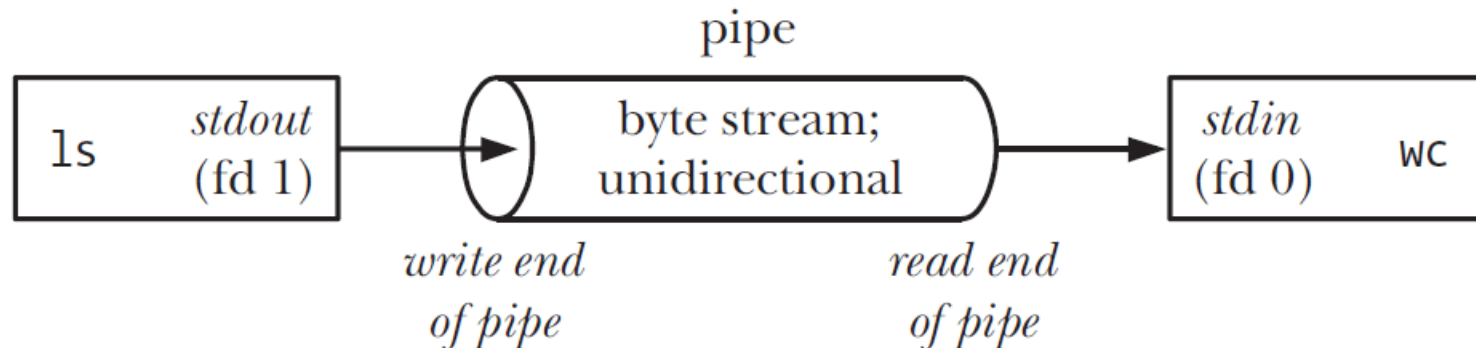 pipe
ls
stdout
(fd 1)
byte stream;
unidirectional
stdin
(fd 0)
wc
write end
of pipe
read end
of pipe